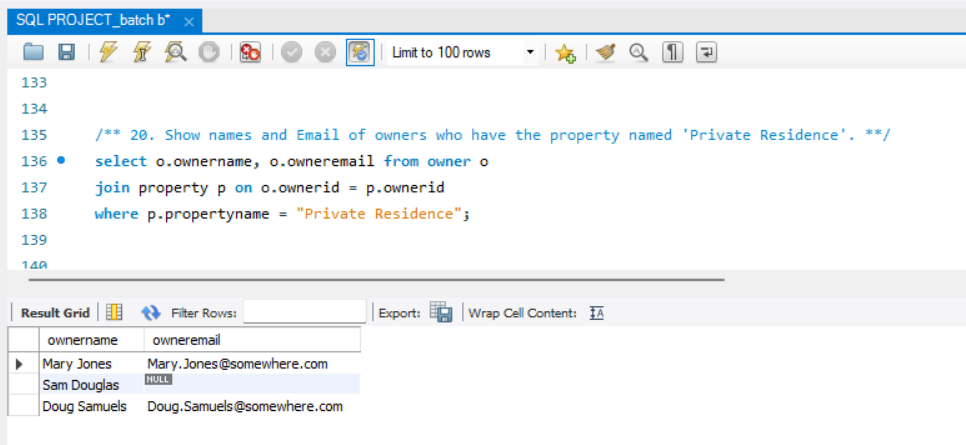 SQL PROJECT_batch b*
Limit to 100 rows
133
134
135 /** 20. Show names and Email of owners who have the property named 'Private Residence'. **/
136 select o.ownername, o.owneremail from owner o
137 join property p on o.ownerid = p.ownerid
138 where p.propertyname = "Private Residence";
139
140
Result Grid Filter Rows: Export: Wrap Cell Content: IA
ownername owneremail
Mary Jones Mary.Jones@somewhere.com
Sam Douglas NULL
Doug Samuels Doug.Samuels@somewhere.com